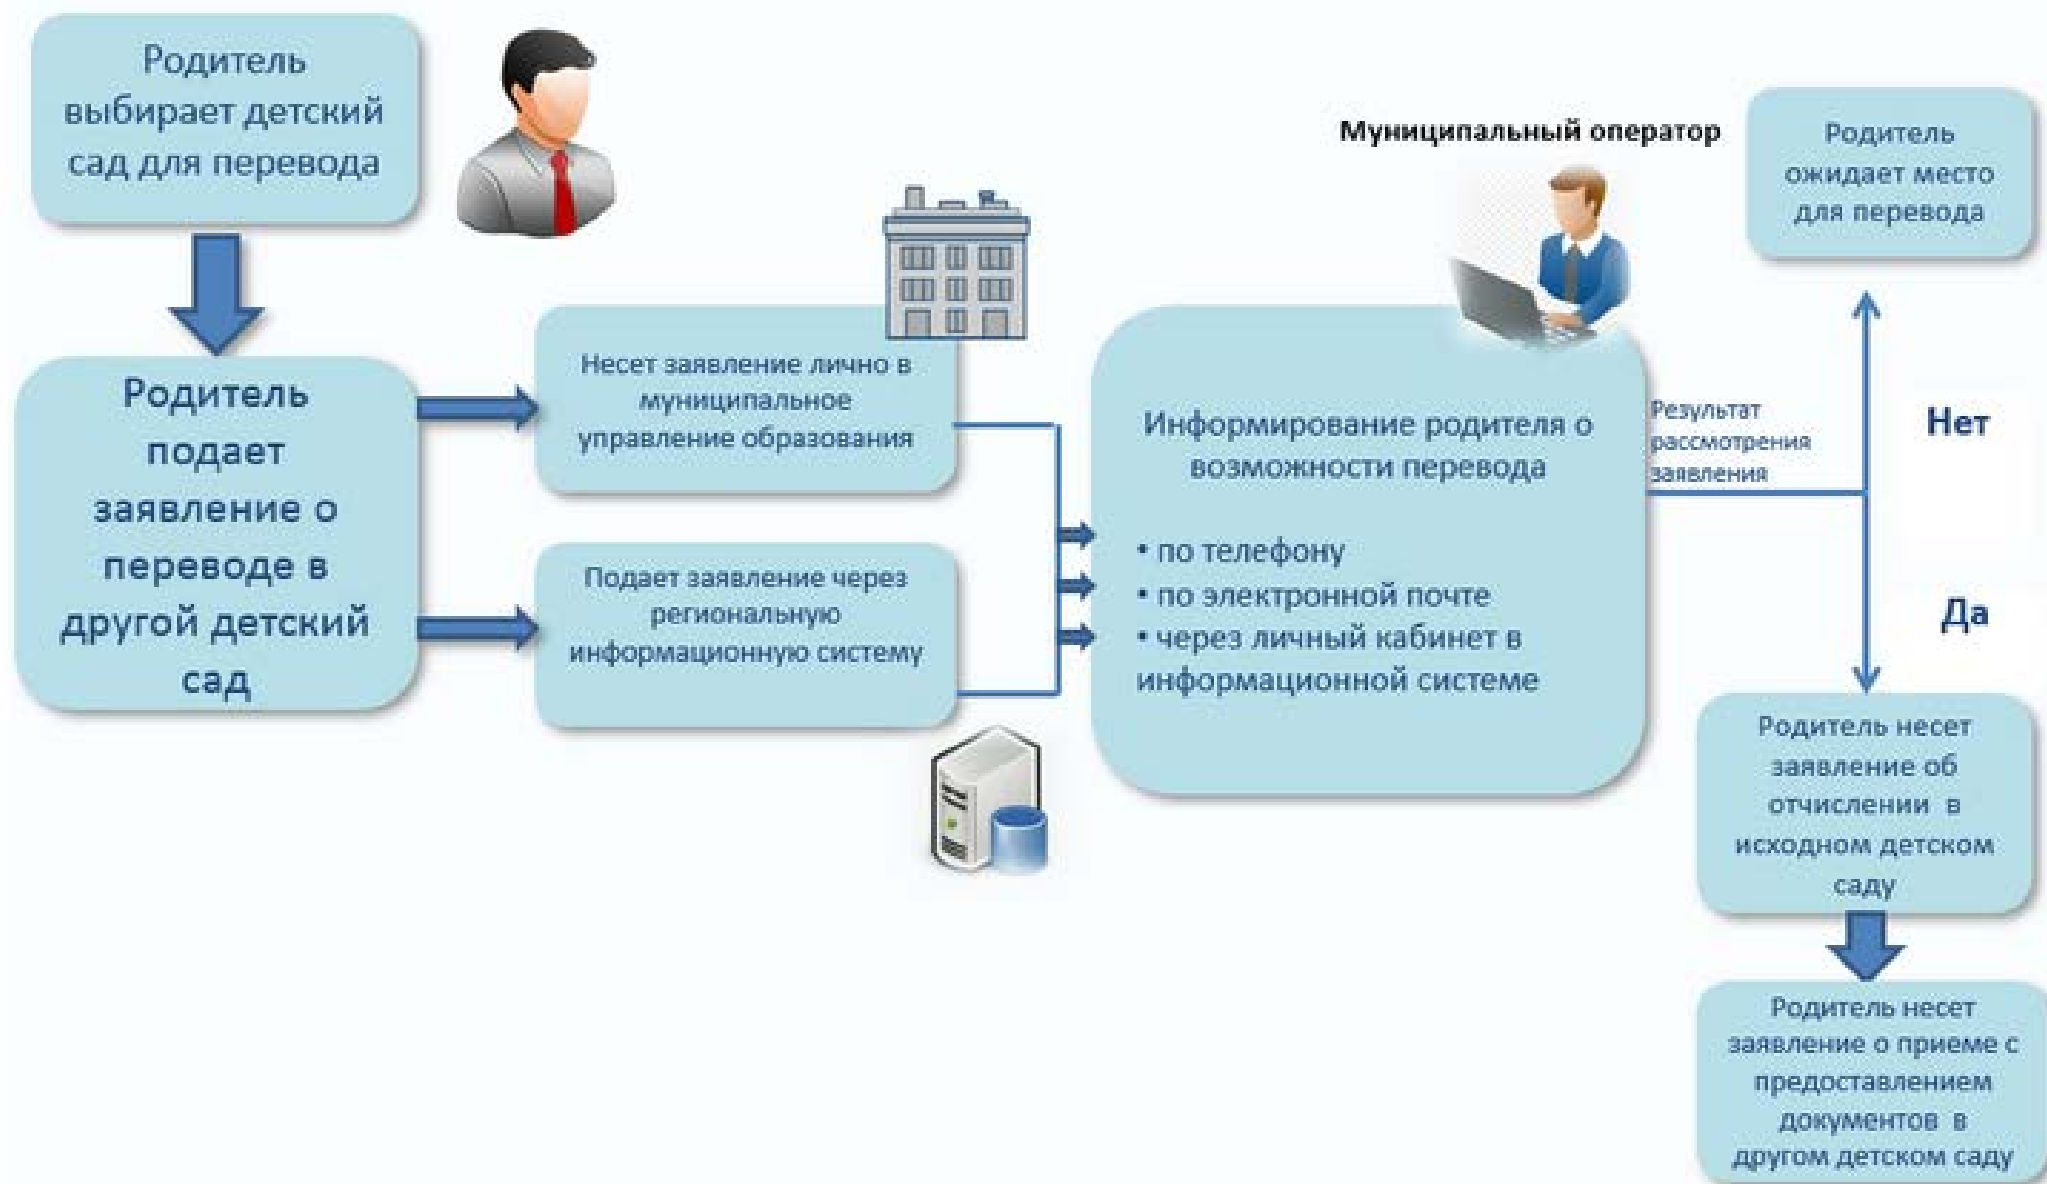 Родитель
выбирает детский
сад для перевода
Родитель
подает
заявление о
переводе в
другой детский
сад
Несет заявление лично в
муниципальное
управление образования
Подает заявление через
региональную
информационную систему
Муниципальный оператор
Информирование родителя о
возможности перевода
• по телефону
• по электронной почте
• через личный кабинет в
информационной системе
Результат
рассмотрения
заявления
Нет
Родитель
ожидает место
для перевода
Да
Родитель несет
заявление об
отчислении в
исходном детском
саду
Родитель несет
заявление о приеме с
предоставлением
документов в
другом детском саду